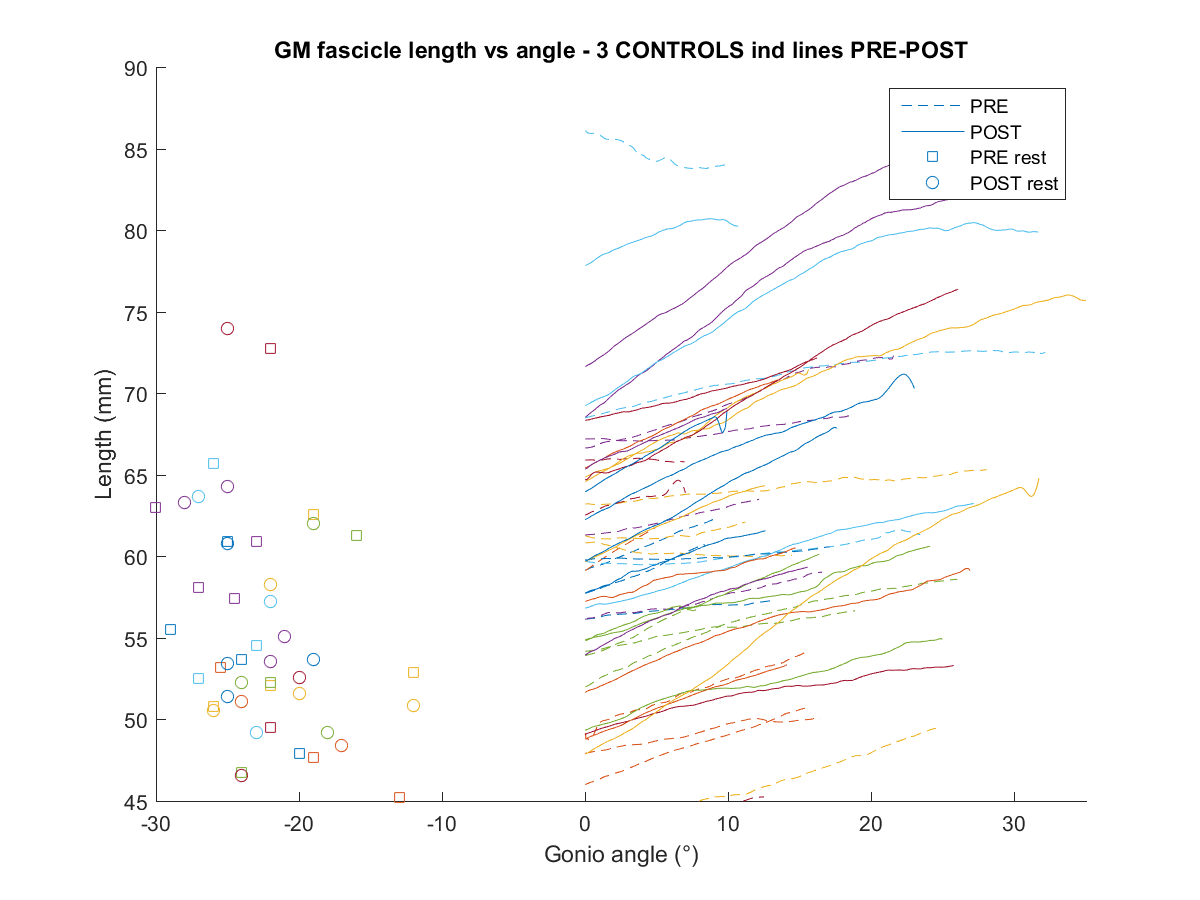 GM fascicle length vs angle - 3 CONTROLS ind lines PRE-POST
90
85
80
75
70
65
60
55
50
45
Length (mm)
PRE
POST
PRE rest
POST rest
-30
-20
-10
0
10
20
30
Gonio angle (°)